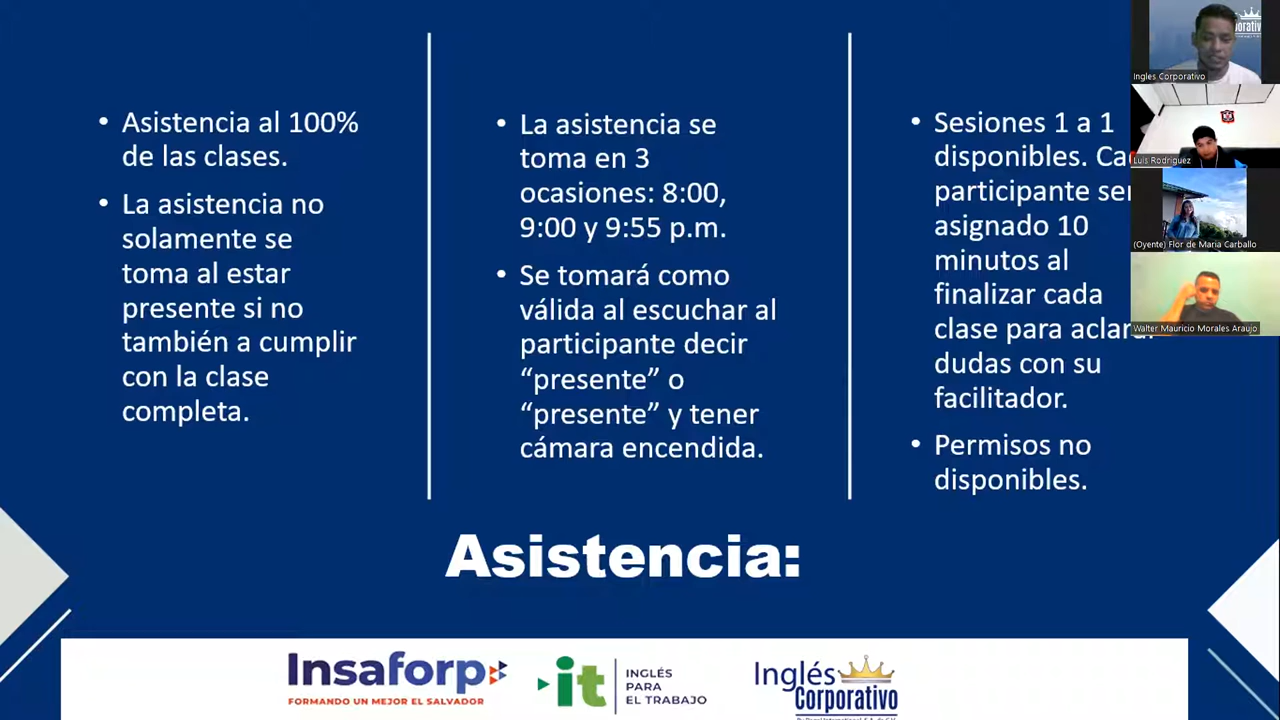 • Asistencia al 100%
de las clases.
• La asistencia no
solamente se
toma al estar
presente si no
también a cumplir
con la clase
completa.
• La asistencia se
toma en 3
ocasiones: 8:00,
9:00 y 9:55 p.m.
• Se tomará como
válida al escuchar al
participante decir
“presente” o
“presente” y tener
cámara encendida.
• Sesiones 1 a 1
disponibles. Ca
participante ser
asignado 10
minutos al
finalizar cada
clase para aclara
dudas con su
facilitador.
• Permisos no
disponibles.
Asistencia:
Insaforp
FORMANDO UN MEJOR EL SALVADOR
it
INGLÉS
PARA
EL TRABAJO
Inglés
Corporativo
Ingles Corporativo
Luis Rodriguez
(Oyente) Flor de Maria Carballo
Walter Mauricio Morales Araujo